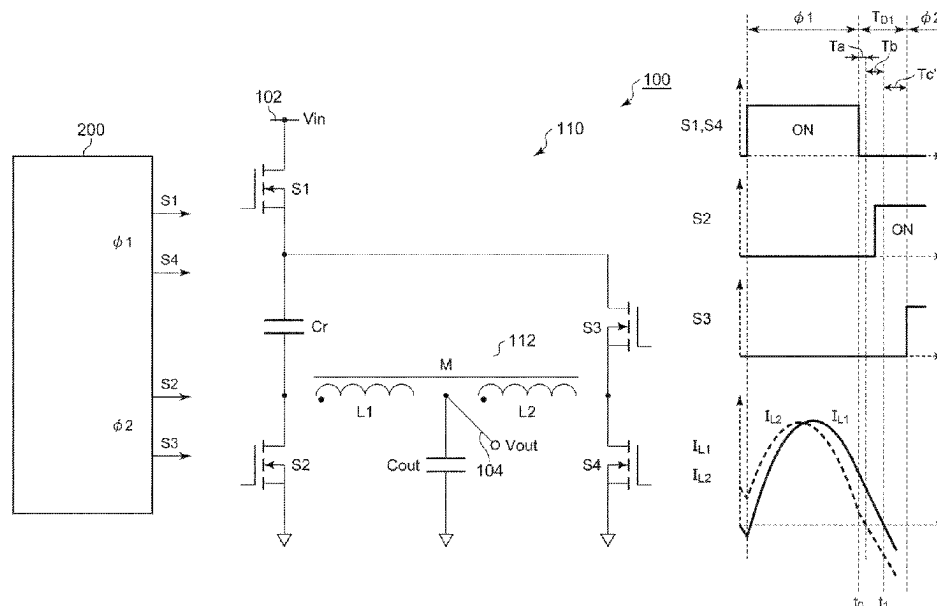 100
102
Vin
110
200
S1
S1
φ1
S4
Cr
S3
112
M
S2
L1
L2
φ2
S3
S2
Cout
104
Vout
S4
φ1
TD1
φ2
Ta
Tb
Tc'
S1,S4
ON
S2
ON
S3
IL2
IL1
IL1
IL2
t0
t1